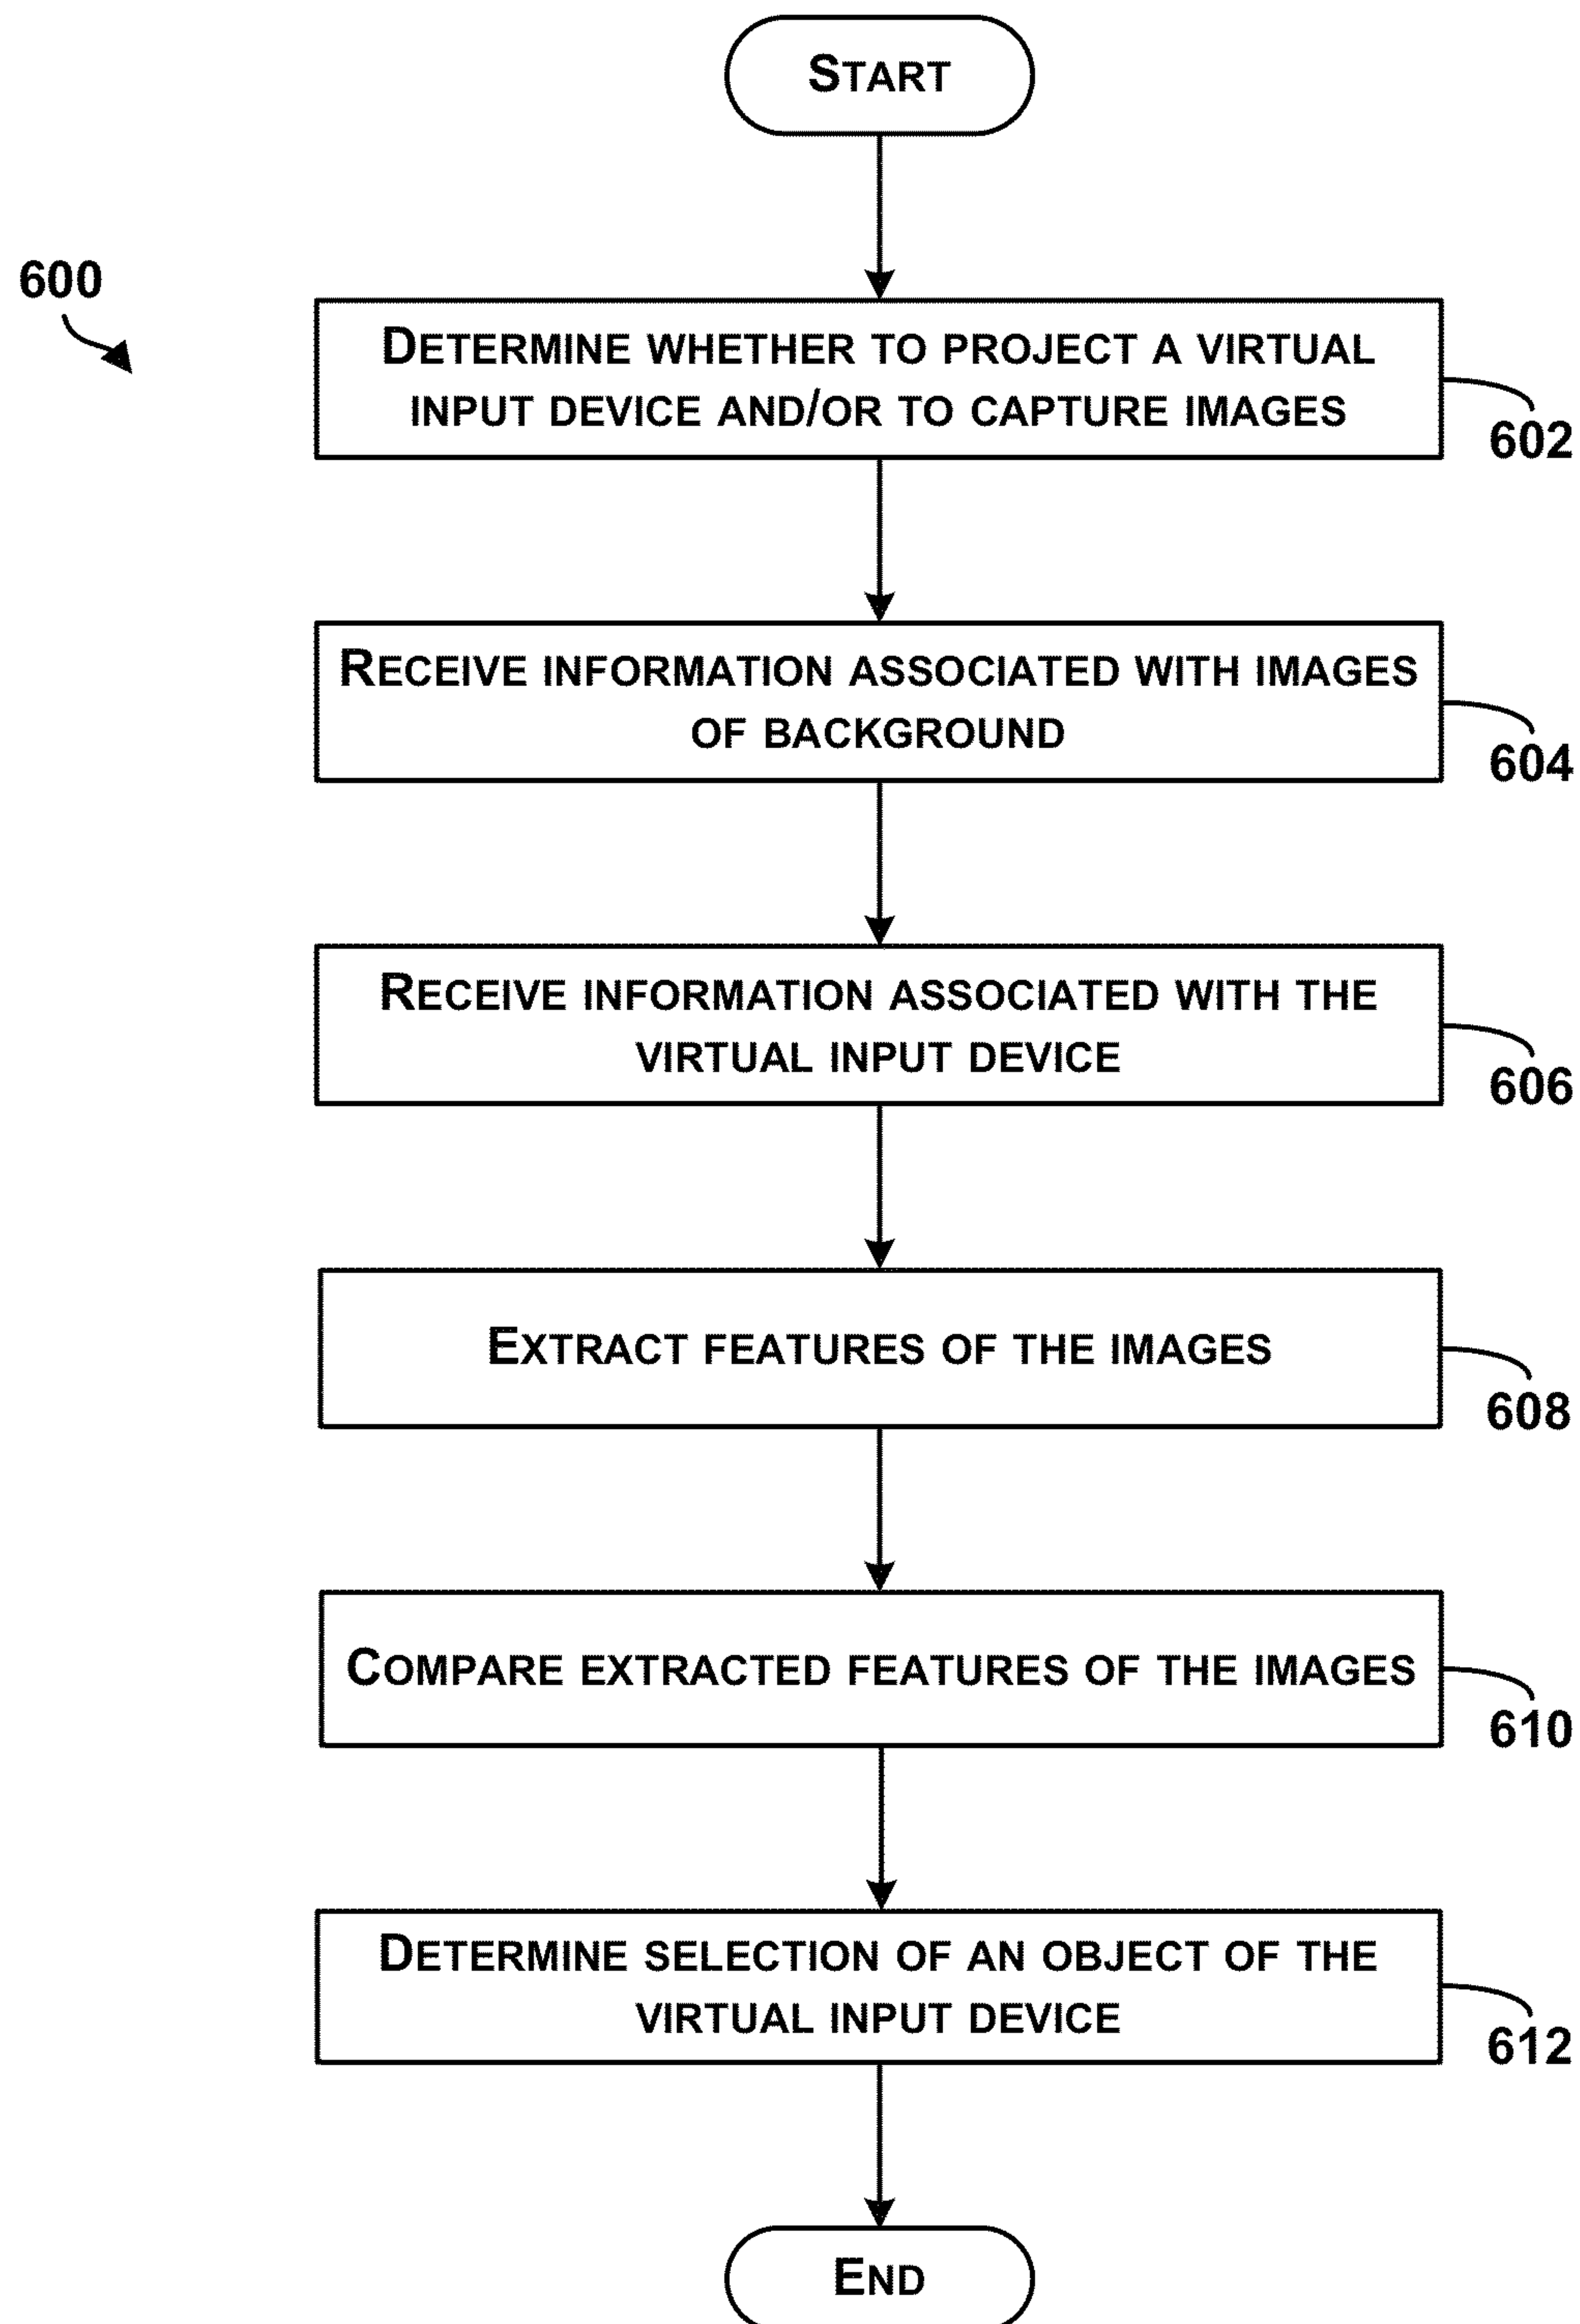 START
600
DETERMINE WHETHER TO PROJECT A VIRTUAL
INPUT DEVICE AND/OR TO CAPTURE IMAGES
602
RECEIVE INFORMATION ASSOCIATED WITH IMAGES
OF BACKGROUND
604
RECEIVE INFORMATION ASSOCIATED WITH THE
VIRTUAL INPUT DEVICE
606
EXTRACT FEATURES OF THE IMAGES
608
COMPARE EXTRACTED FEATURES OF THE IMAGES
610
DETERMINE SELECTION OF AN OBJECT OF THE
VIRTUAL INPUT DEVICE
612
END